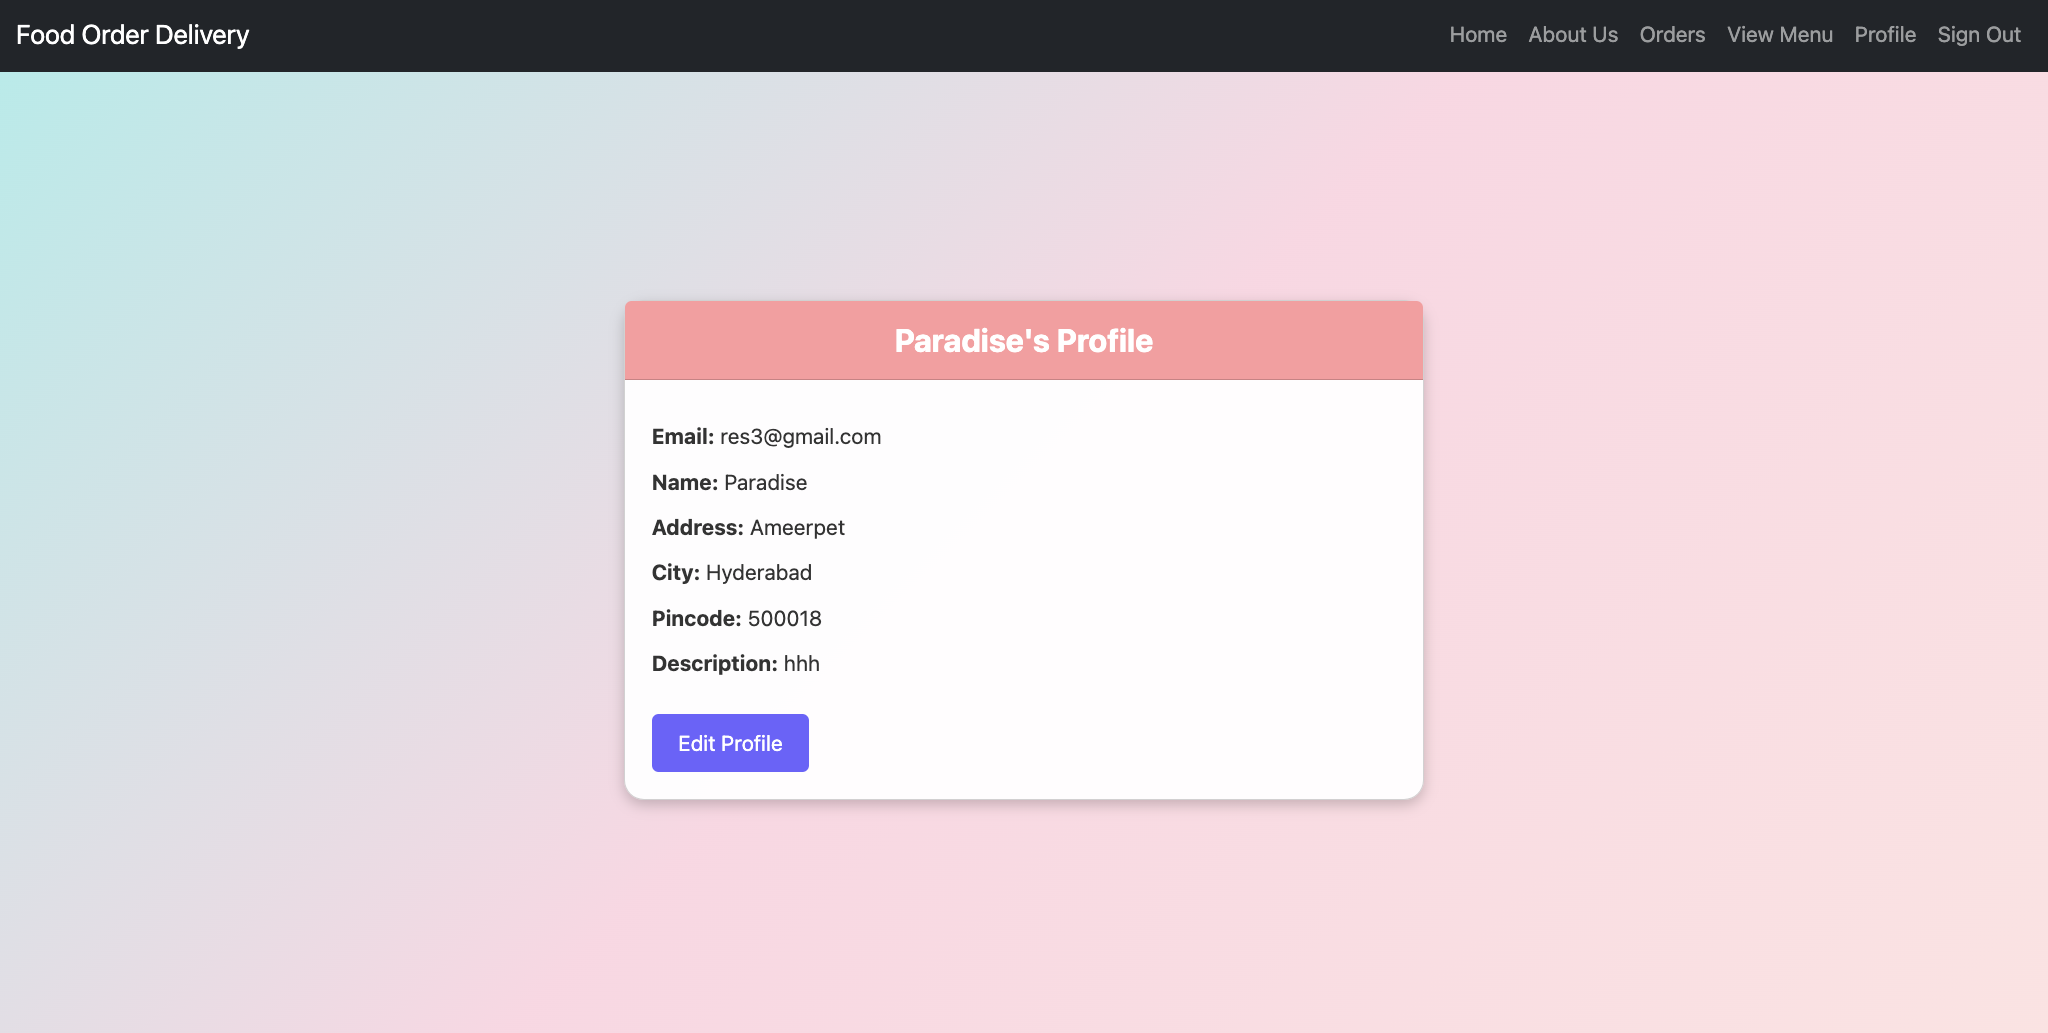 Food Order Delivery
Home About Us Orders View Menu Profile Sign Out
Paradise's Profile
Email: res3@gmail.com
Name: Paradise
Address: Ameerpet
City: Hyderabad
Pincode: 500018
Description: hhh
Edit Profile